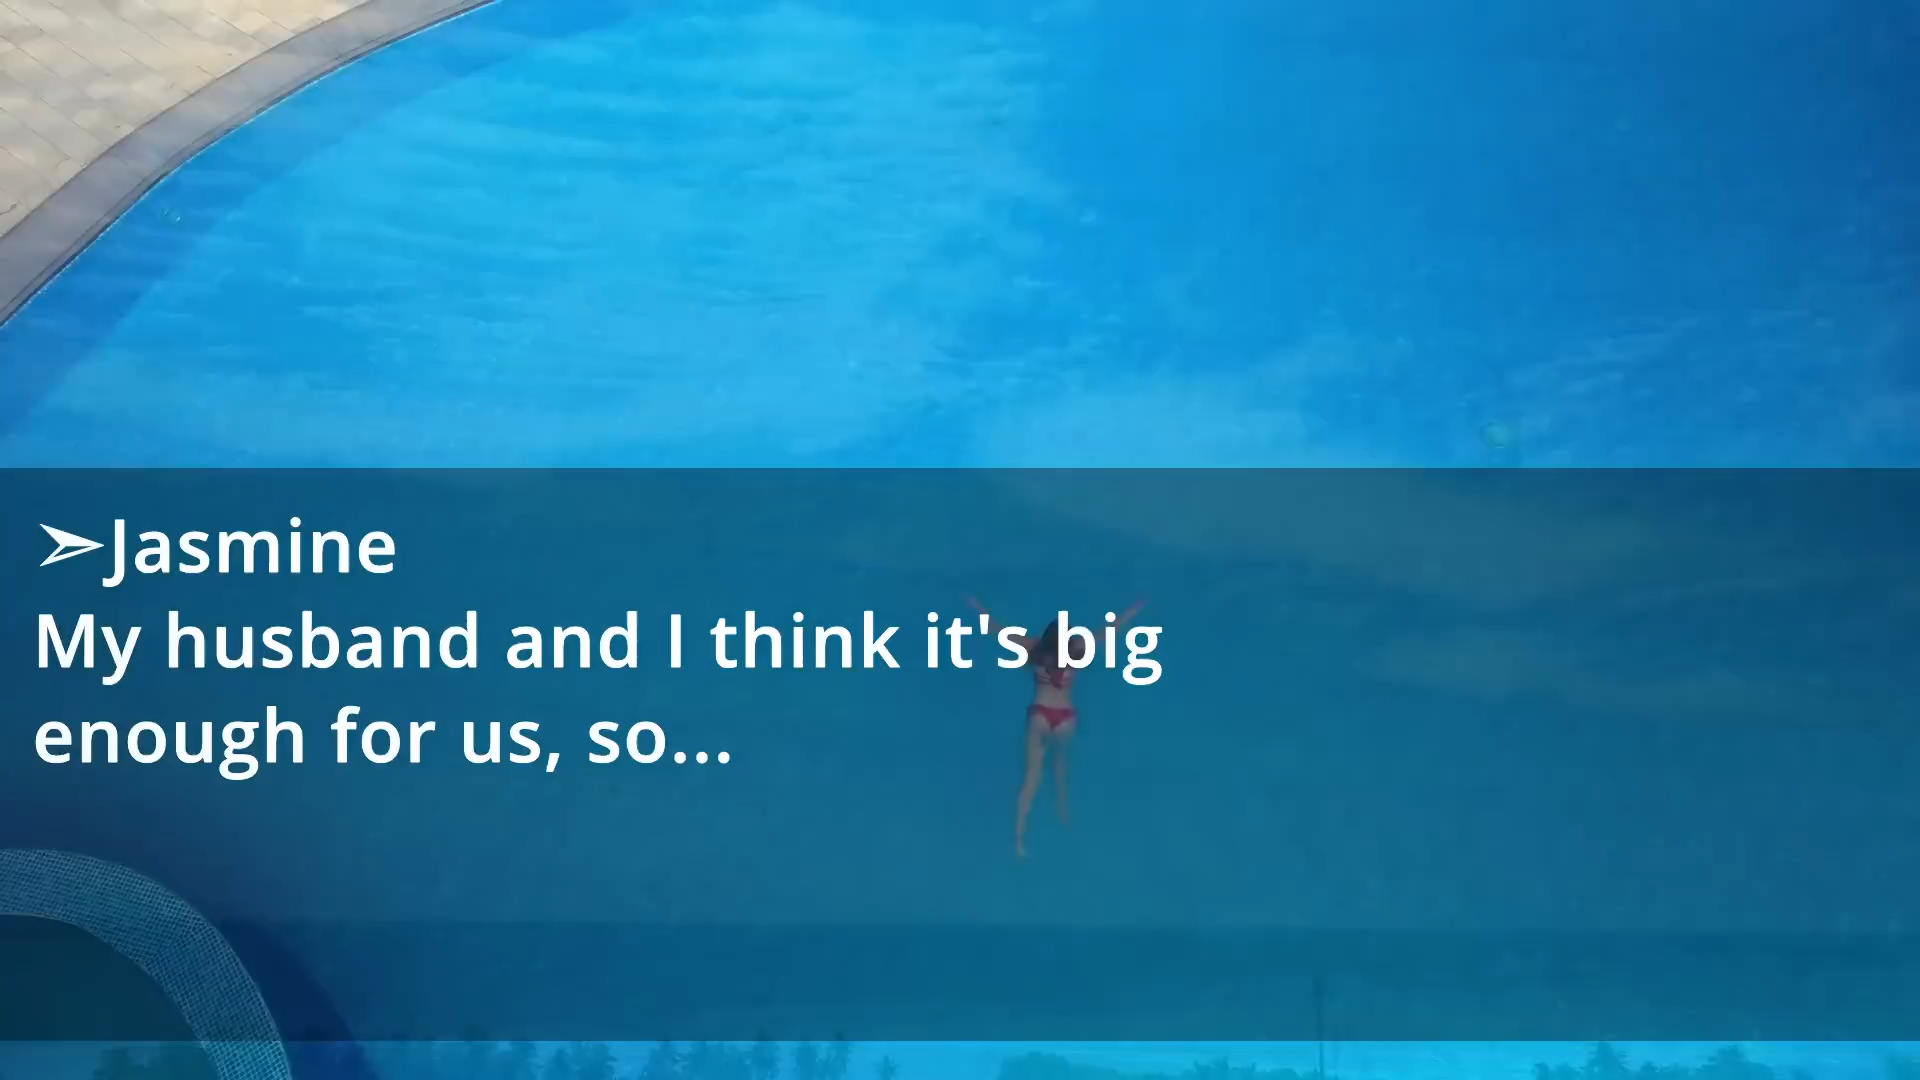 ➢Jasmine
My husband and I think it's big
enough for us, so...